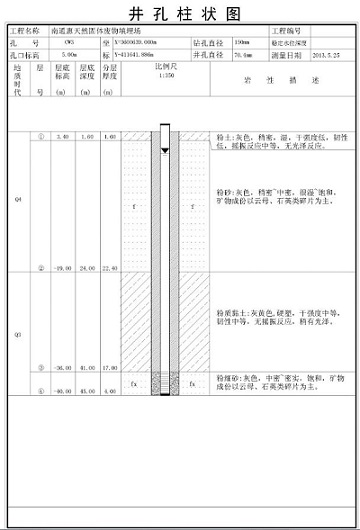 井孔柱状图
工程名称 南通惠天然固体废物填埋场 工程编号
孔 号 CW3 坐 X=3600628.000m 钻孔直径 190mm 稳定水位深度
孔口标高 5.00m 标 Y=411641.886m 井孔直径 70.0mm 测量日期 2013.5.25
地质时代 层号 层底标高 (m) 层底深度 (m) 分层厚度 (m) 比例尺 1:350 岩 性 描 述
① 3.40 1.60 1.60 粉土:灰色,稍密,湿,干强度低,韧性
低,摇振反应中等,无光泽反应。
粉砂:灰色,稍密~中密,很湿~饱和,
矿物成份以云母、石英类碎片为主。
Q4 f f
② -19.00 24.00 22.40
粉质黏土:灰黄色,硬塑,干强度中等,
韧性中等,无摇振反应,稍有光泽。
Q3
③ -36.00 41.00 17.00
粉细砂:灰色,中密~密实,饱和,矿物
④ -40.00 45.00 4.00 fx fx 成份以云母、石英类碎片为主。